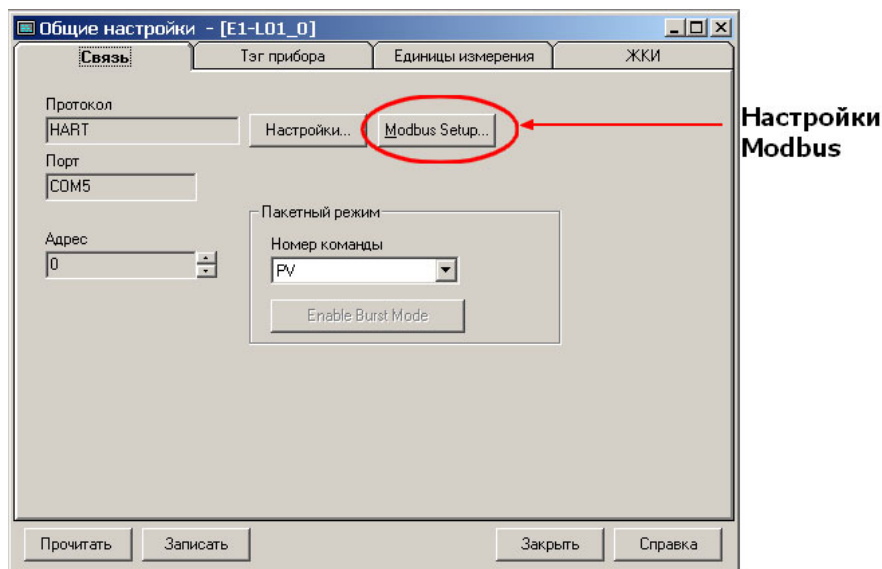 Общие настройки - [E1-L01_0]
Связь
Тэг прибора
Единицы измерения
ЖКИ
Протокол
HART
Настройки...
Modbus Setup...
Настройки
Modbus
Порт
COM5
Пакетный режим
Адрес
Номер команды
0
PV
Enable Burst Mode
Прочитать
Записать
Закрыть
Справка